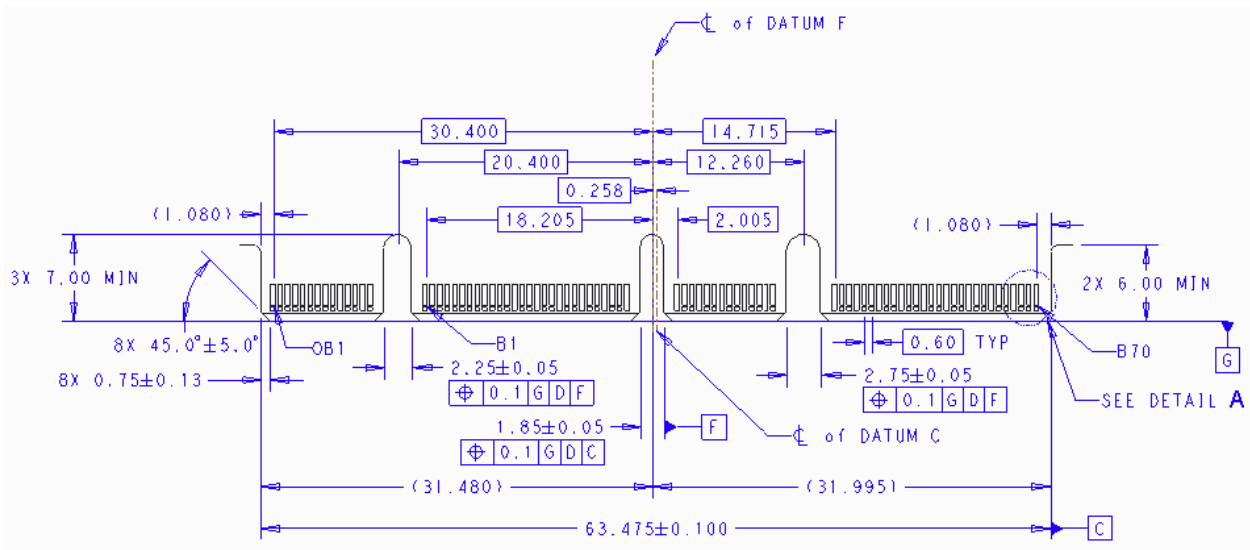 ℄ of DATUM F
30.400
14.715
20.400
12.260
0.258
(1.080)
18.205
2.005
(1.080)
3X 7.00 MIN
2X 6.00 MIN
8X 45.0°±5.0°
OB1
B1
0.60 TYP
B70
G
8X 0.75±0.13
2.25±0.05
2.75±0.05
⌖ 0.1 G D F
⌖ 0.1 G D F
SEE DETAIL A
1.85±0.05
F
℄ of DATUM C
⌖ 0.1 G D C
(31.480)
(31.995)
63.475±0.100
C